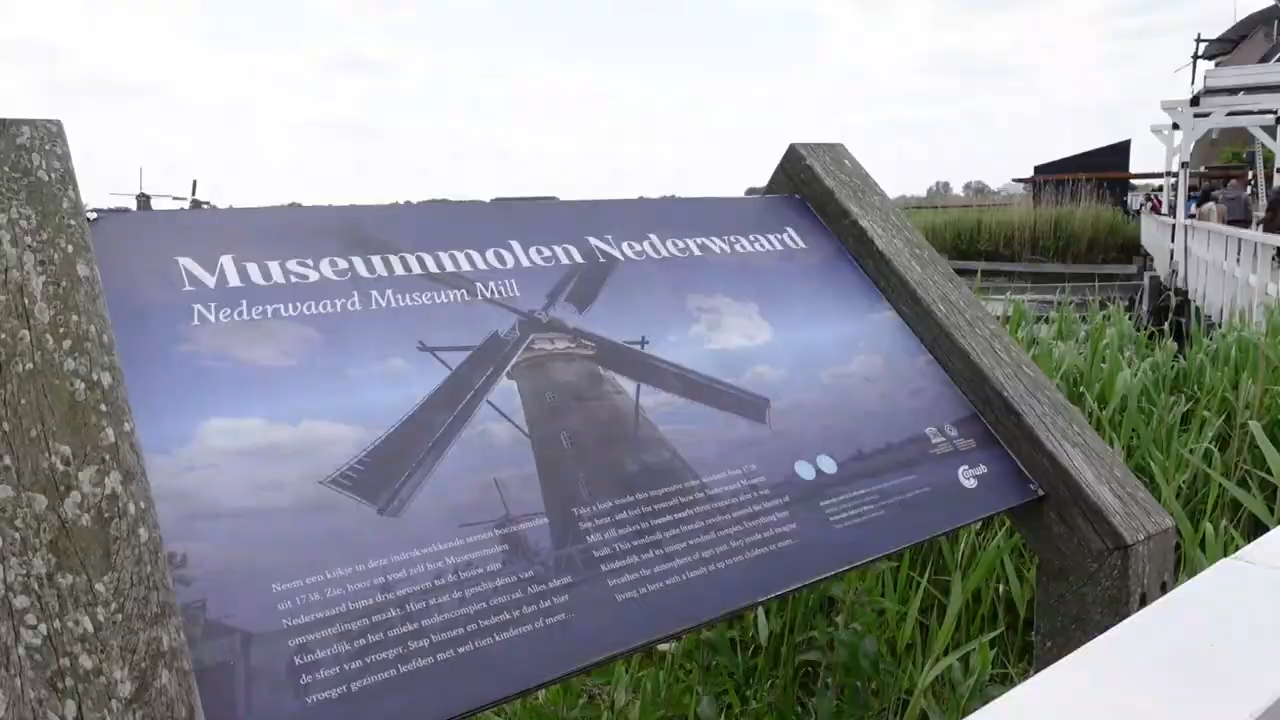 Museummolen Nederwaard
Nederwaard Museum Mill
Neem een kijkje in deze indrukwekkende stenen boezemmolen
uit 1738. Zie, hoor en voel zelf hoe Museummolen
Nederwaard bijna drie eeuwen na de bouw zijn
omwentelingen maakt. Hier staat de geschiedenis van
Kinderdijk en het unieke molencomplex centraal. Alles ademt
de sfeer van vroeger, Stap binnen en bedenk je dan dat hier
vroeger gezinnen leefden met wel tien kinderen of meer...
Take a look inside this impressive stone windmill from 1738.
See, hear, and feel for yourself how the Nederwaard Museum
Mill still makes its rounds nearly three centuries after it was
built. This windmill quite literally revolves around the history of
Kinderdijk and its unique windmill complex. Everything here
breathes the atmosphere of ages past. Step inside and imagine
living in here with a family of up to ten children or more...
anwb